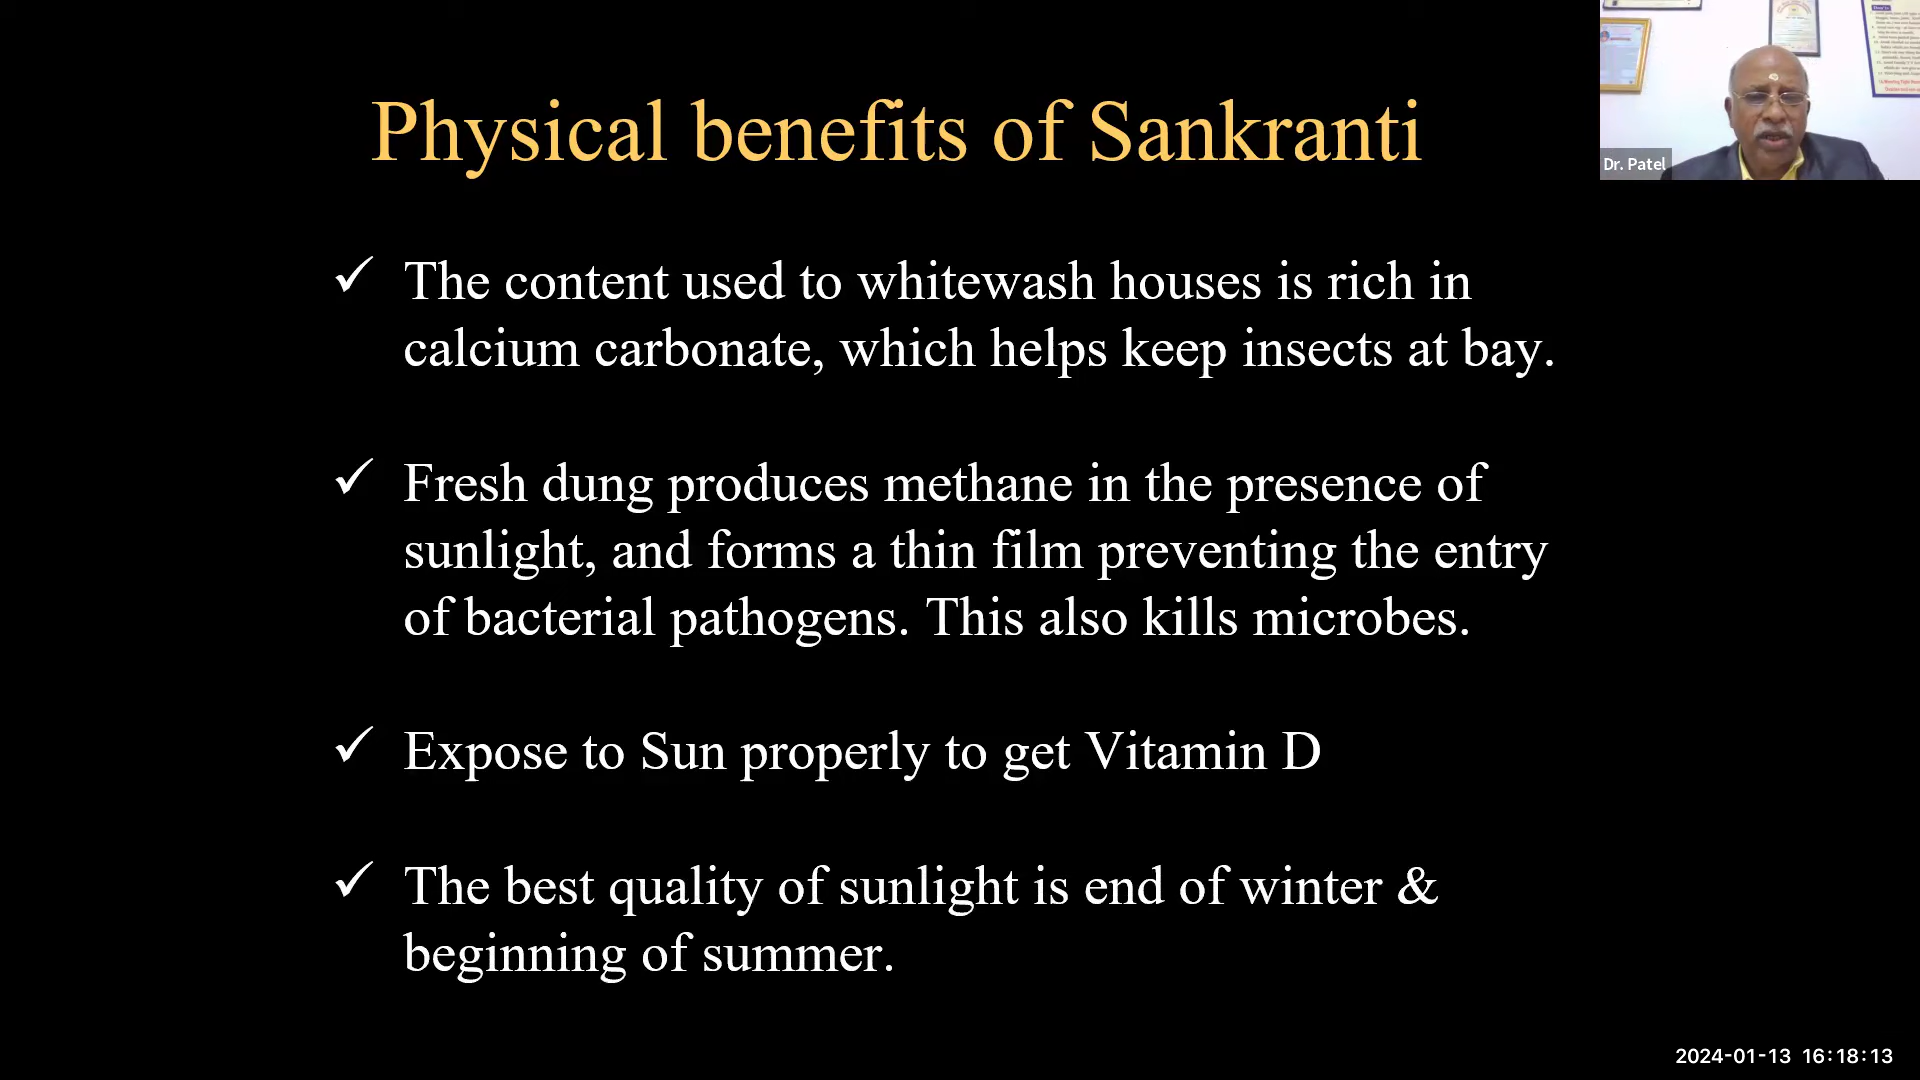 Physical benefits of Sankranti
Dr. Patel
✓ The content used to whitewash houses is rich in
calcium carbonate, which helps keep insects at bay.
✓ Fresh dung produces methane in the presence of
sunlight, and forms a thin film preventing the entry
of bacterial pathogens. This also kills microbes.
✓ Expose to Sun properly to get Vitamin D
✓ The best quality of sunlight is end of winter &
beginning of summer.
2024-01-13 16:18:13